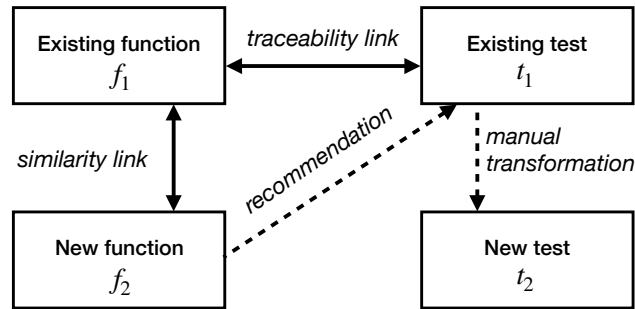 Existing function
f₁
traceability link
Existing test
t₁
similarity link
recommendation
manual
transformation
New function
f₂
New test
t₂